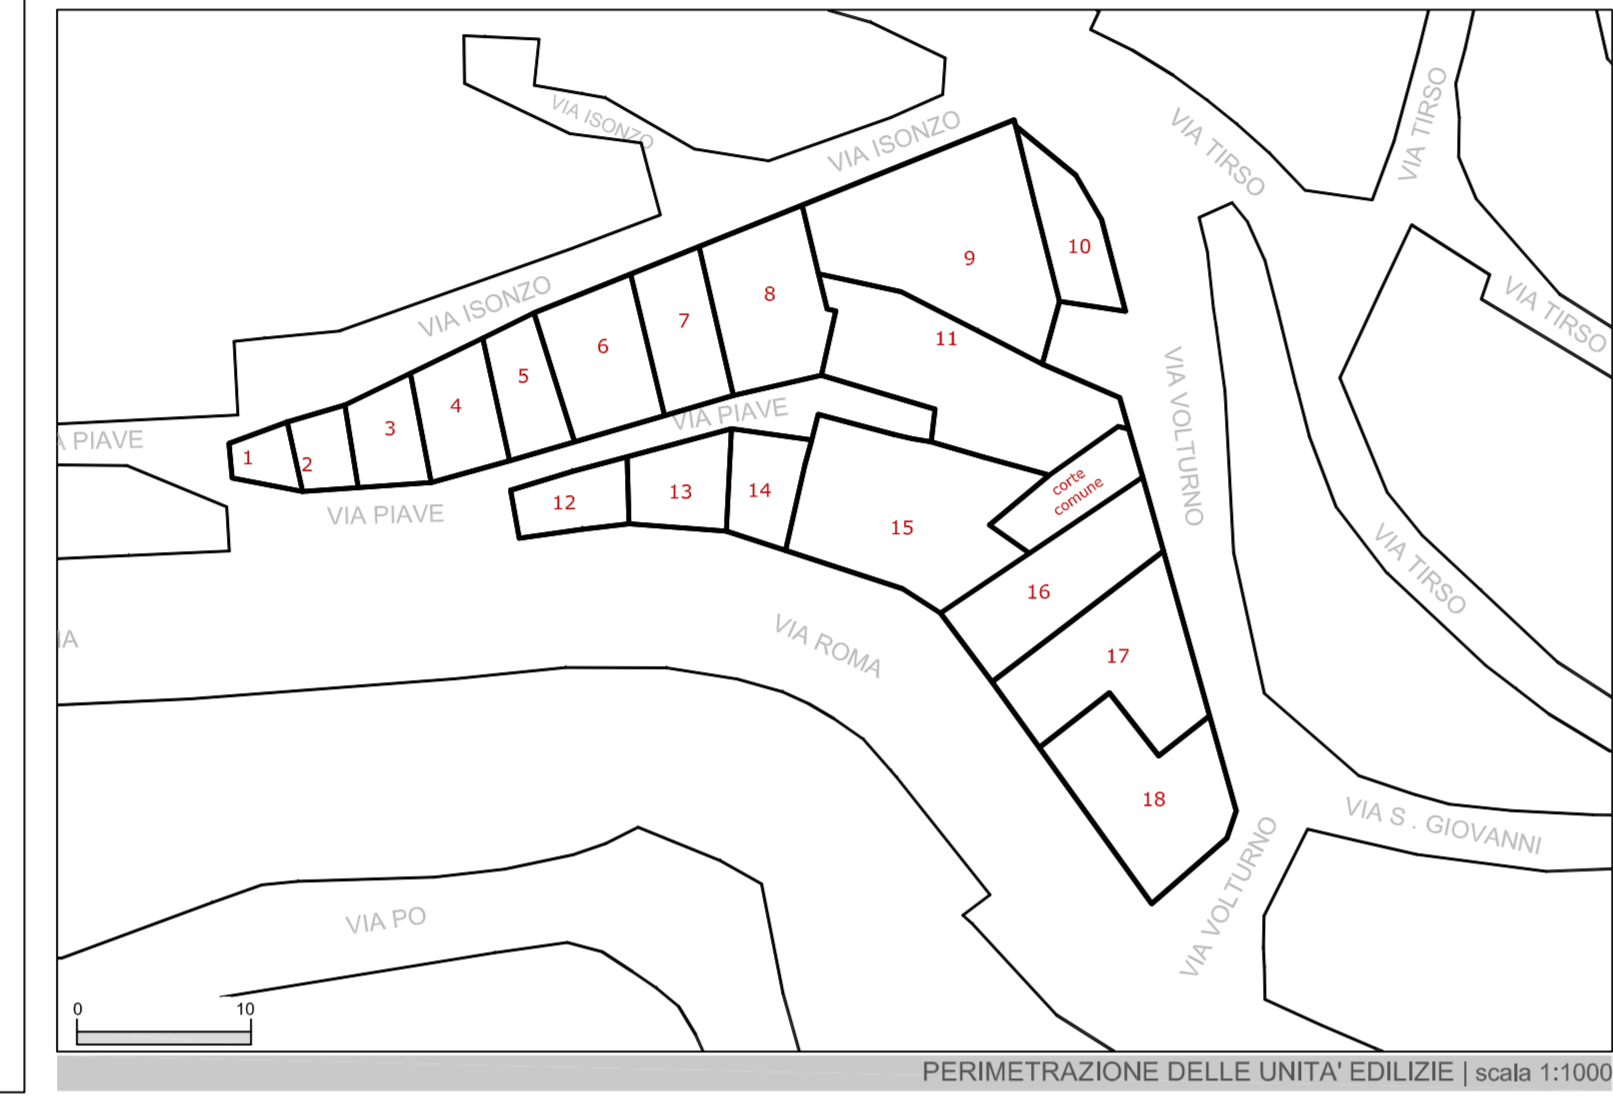 VIA ISONZO
VIA ISONZO
VIA TIRSO
VIA TIRSO
9
10
8
VIA ISONZO
VIA TIRSO
7
11
6
5
VIA VOLTURNO
4
VIA PIAVE
3
A PIAVE
1
2
corte
comune
14
13
12
VIA PIAVE
15
VIA TIRSO
16
IA
VIA ROMA
17
18
VIA S . GIOVANNI
VIA VOLTURNO
VIA PO
0 10
PERIMETRAZIONE DELLE UNITA' EDILIZIE | scala 1:1000